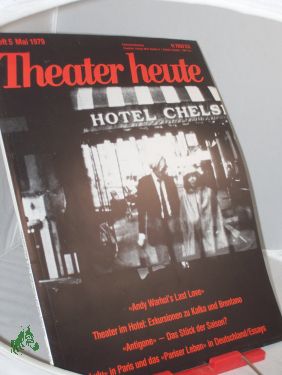 Heft 5 Mai 1979
Theater heute
HOTEL CHELS
«Andy Warhol's Last Love»
Theater im Hotel: Exkursionen zu Kafka und Brentano
«Antigone» – Das Stück der Saison?
in Paris und das «Pariser Leben» in Deutschland/Essays